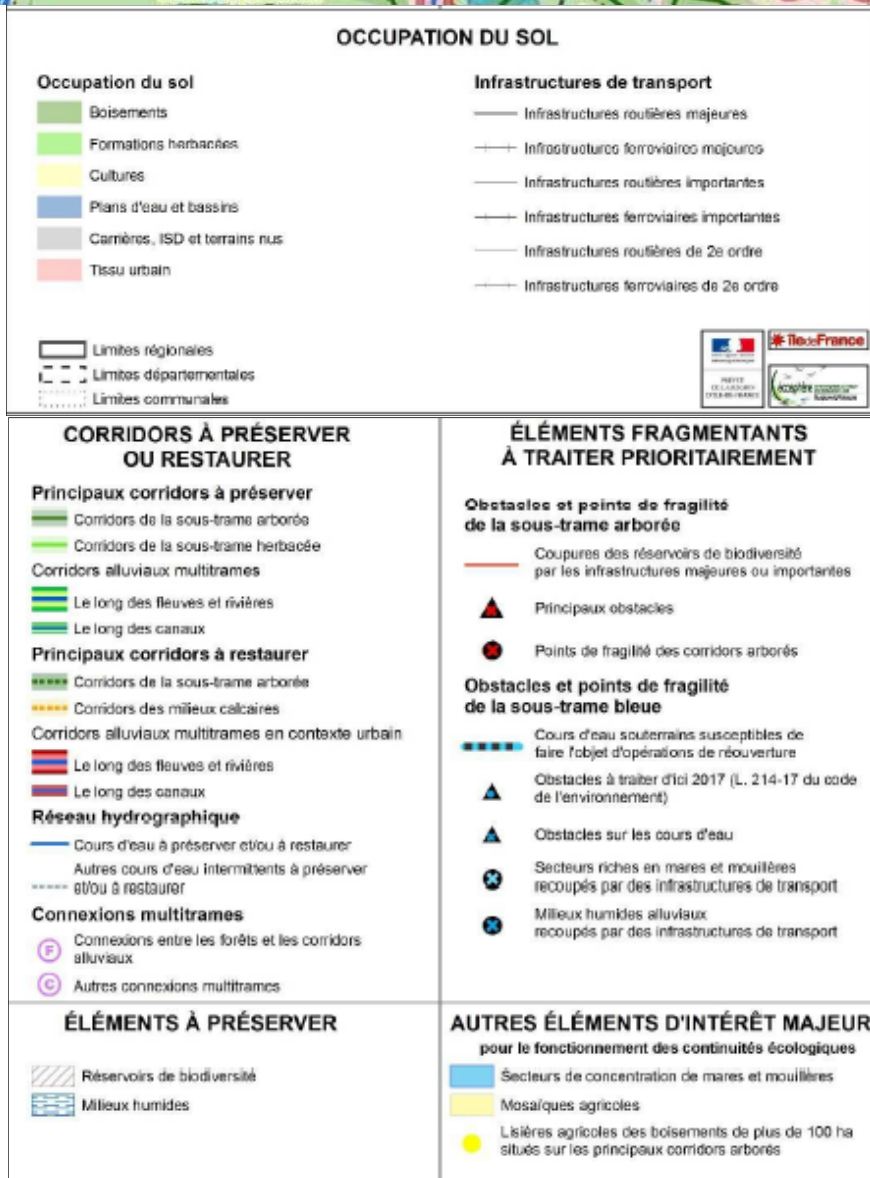 OCCUPATION DU SOL
Occupation du sol
Boisements
Formations herbacées
Cultures
Plans d'eau et bassins
Carrières, ISD et terrains nus
Tissu urbain
Infrastructures de transport
Infrastructures routières majeures
Infrastructures ferroviaires majeures
Infrastructures routières importantes
Infrastructures ferroviaires importantes
Infrastructures routières de 2e ordre
Infrastructures ferroviaires de 2e ordre
Limites régionales
Limites départementales
Limites communales
îledeFrance
écosphère
CORRIDORS À PRÉSERVER
OU RESTAURER
Principaux corridors à préserver
Corridors de la sous-trame arborée
Corridors de la sous-trame herbacée
Corridors alluviaux multitrames
Le long des fleuves et rivières
Le long des canaux
Principaux corridors à restaurer
Corridors de la sous-trame arborée
Corridors des milieux calcaires
Corridors alluviaux multitrames en contexte urbain
Le long des fleuves et rivières
Le long des canaux
Réseau hydrographique
Cours d'eau à préserver et/ou à restaurer
Autres cours d'eau intermittents à préserver
et/ou à restaurer
Connexions multitrames
F Connexions entre les forêts et les corridors
alluviaux
C Autres connexions multitrames
ÉLÉMENTS FRAGMENTANTS
À TRAITER PRIORITAIREMENT
Obstacles et points de fragilité
de la sous-trame arborée
Coupures des réservoirs de biodiversité
par les infrastructures majeures ou importantes
Principaux obstacles
Points de fragilité des corridors arborés
Obstacles et points de fragilité
de la sous-trame bleue
Cours d'eau souterrains susceptibles de
faire l'objet d'opérations de réouverture
Obstacles à traiter d'ici 2017 (L. 214-17 du code
de l'environnement)
Obstacles sur les cours d'eau
Secteurs riches en mares et mouillères
recoupés par des infrastructures de transport
Milieux humides alluviaux
recoupés par des infrastructures de transport
ÉLÉMENTS À PRÉSERVER
Réservoirs de biodiversité
Milieux humides
AUTRES ÉLÉMENTS D'INTÉRÊT MAJEUR
pour le fonctionnement des continuités écologiques
Secteurs de concentration de mares et mouillères
Mosaïques agricoles
Lisières agricoles des boisements de plus de 100 ha
situés sur les principaux corridors arborés